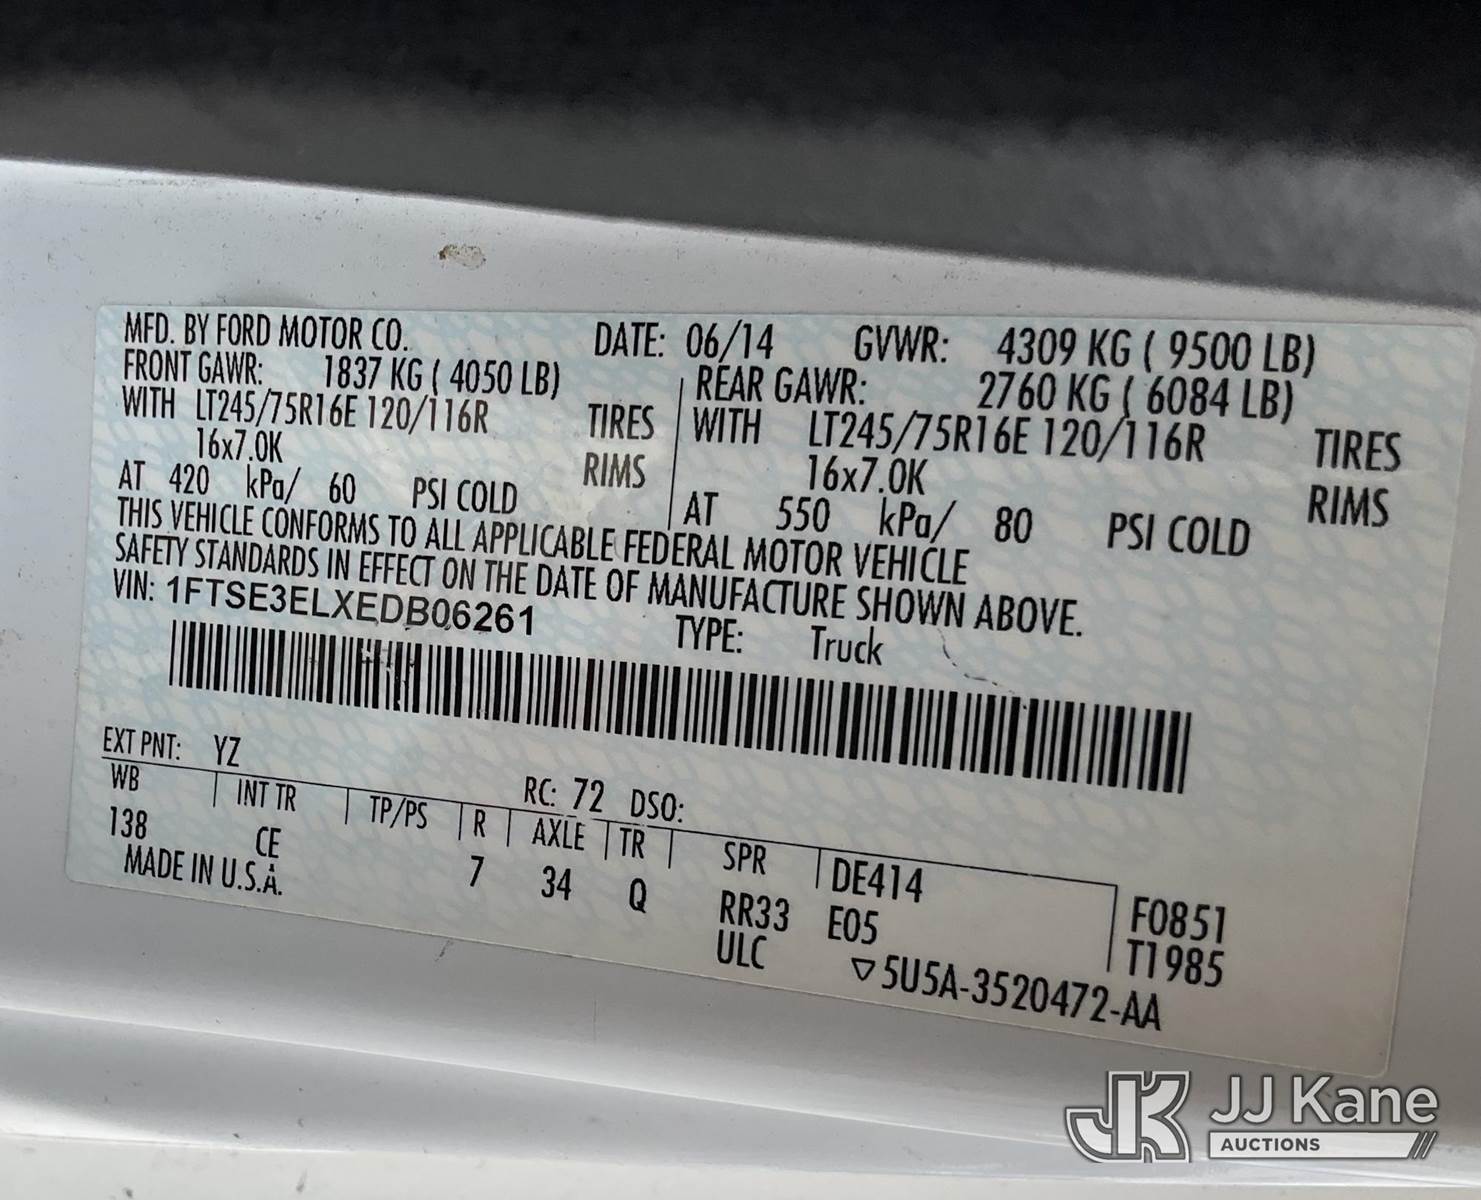 MFD. BY FORD MOTOR CO. DATE: 06/14 GVWR: 4309 KG ( 9500 LB)
FRONT GAWR: 1837 KG ( 4050 LB) REAR GAWR: 2760 KG ( 6084 LB)
WITH LT245/75R16E 120/116R TIRES WITH LT245/75R16E 120/116R TIRES
16x7.0K RIMS 16x7.0K RIMS
AT 420 kPa/ 60 PSI COLD AT 550 kPa/ 80 PSI COLD
THIS VEHICLE CONFORMS TO ALL APPLICABLE FEDERAL MOTOR VEHICLE
SAFETY STANDARDS IN EFFECT ON THE DATE OF MANUFACTURE SHOWN ABOVE.
VIN: 1FTSE3ELXEDB06261 TYPE: Truck
EXT PNT: YZ RC: 72 DSO:
WB INT TR TP/PS R AXLE TR SPR DE414 F0851
138 CE 7 34 Q RR33 E05 T1985
MADE IN U.S.A. ULC ▽5U5A-3520472-AA
JK JJ Kane
AUCTIONS